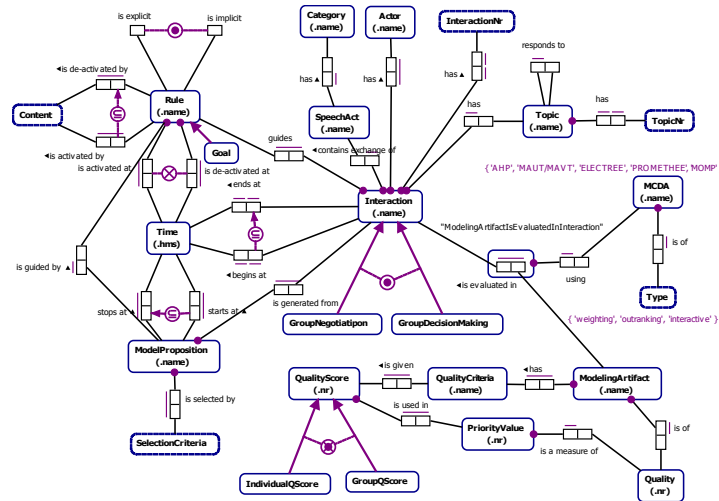 is explicit
is implicit
Category
(.name)
Actor
(.name)
InteractionNr
responds to
◄is de-activated by
has ▲
has ▲
has ▲
has
has
Content
Rule
(.name)
SpeechAct
(.name)
Topic
(.name)
TopicNr
◄is activated by
is activated at
Goal
guides
◄contains exchange of
◄ is de-activated at
◄ ends at
{ 'AHP', 'MAUT/MAVT', 'ELECTREE', 'PROMETHEE', 'MOMP'
MCDA
(.name)
Interaction
(.name)
"ModelingArtifactIsEvaluatedInInteraction"
Time
(.hms)
is guided by ▲
◄ begins at
◄is evaluated in
using
is of
Type
stops at ▲
starts at ▲
is generated from
GroupNegotiatipon
GroupDecisionMaking
{ 'weighting', 'outranking', 'interactive' }
ModelProposition
(.name)
◄is given
◄has
QualityScore
(.nr)
QualityCriteria
(.name)
ModelingArtifact
(.name)
is selected by
is used in
PriorityValue
(.nr)
is of
is a measure of
SelectionCriteria
IndividualQScore
GroupQScore
Quality
(.nr)